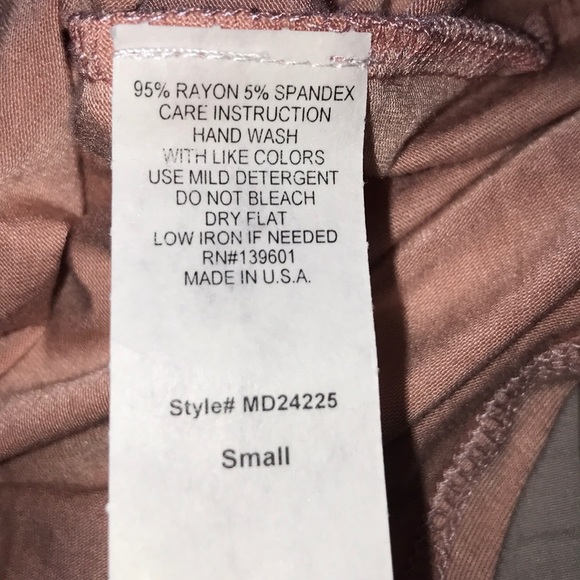 95% RAYON 5% SPANDEX
CARE INSTRUCTION
HAND WASH
WITH LIKE COLORS
USE MILD DETERGENT
DO NOT BLEACH
DRY FLAT
LOW IRON IF NEEDED
RN#139601
MADE IN U.S.A.
Style# MD24225
Small